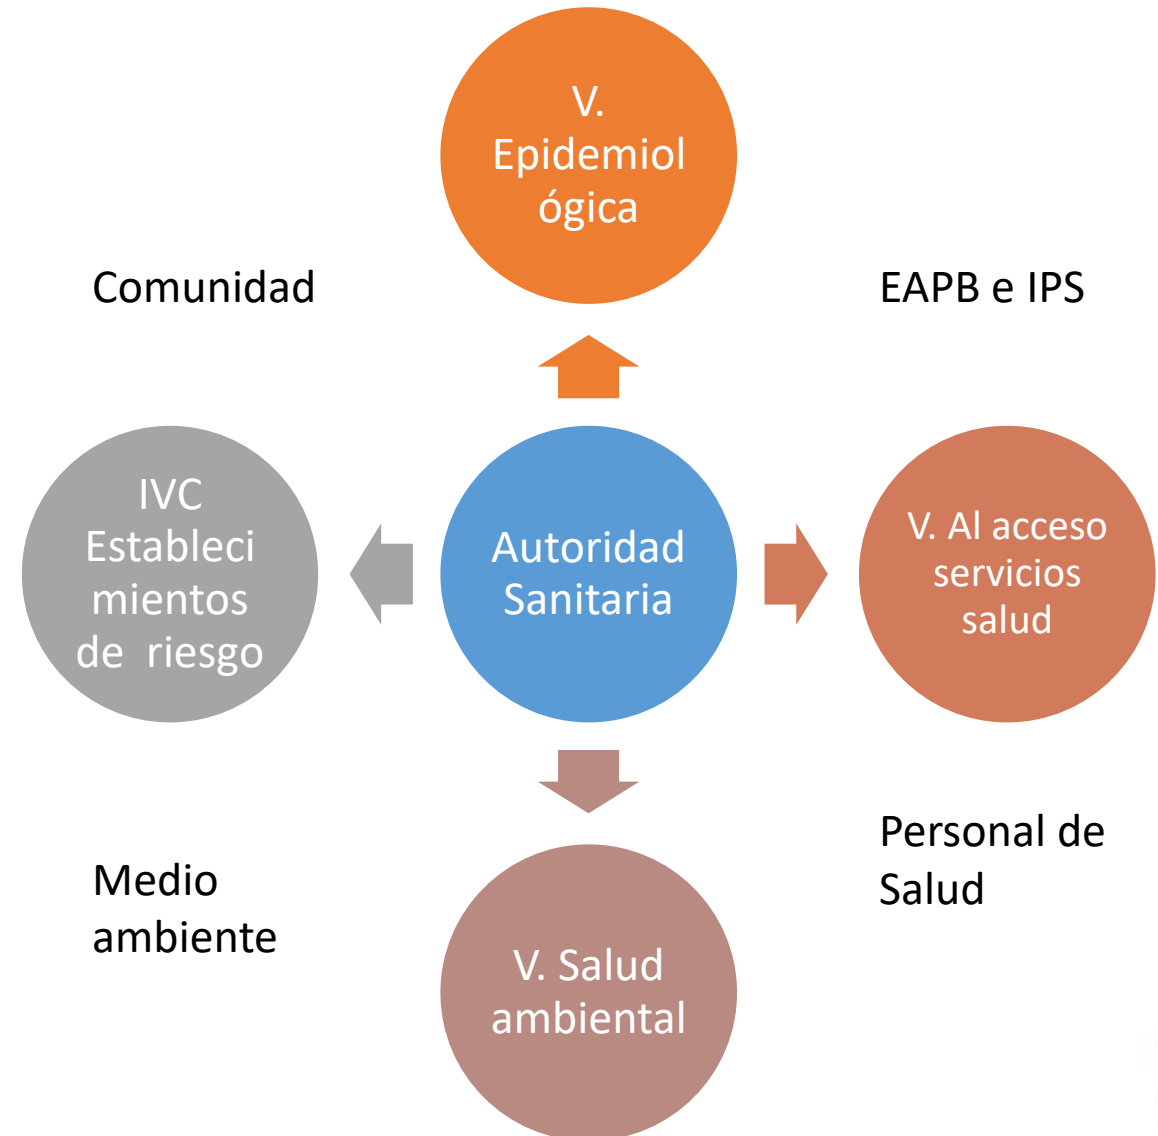 V.
Epidemiol
ógica
Comunidad
EAPB e IPS
IVC
Estableci
mientos
de riesgo
Autoridad
Sanitaria
V. Al acceso
servicios
salud
Medio
ambiente
Personal de
Salud
V. Salud
ambiental